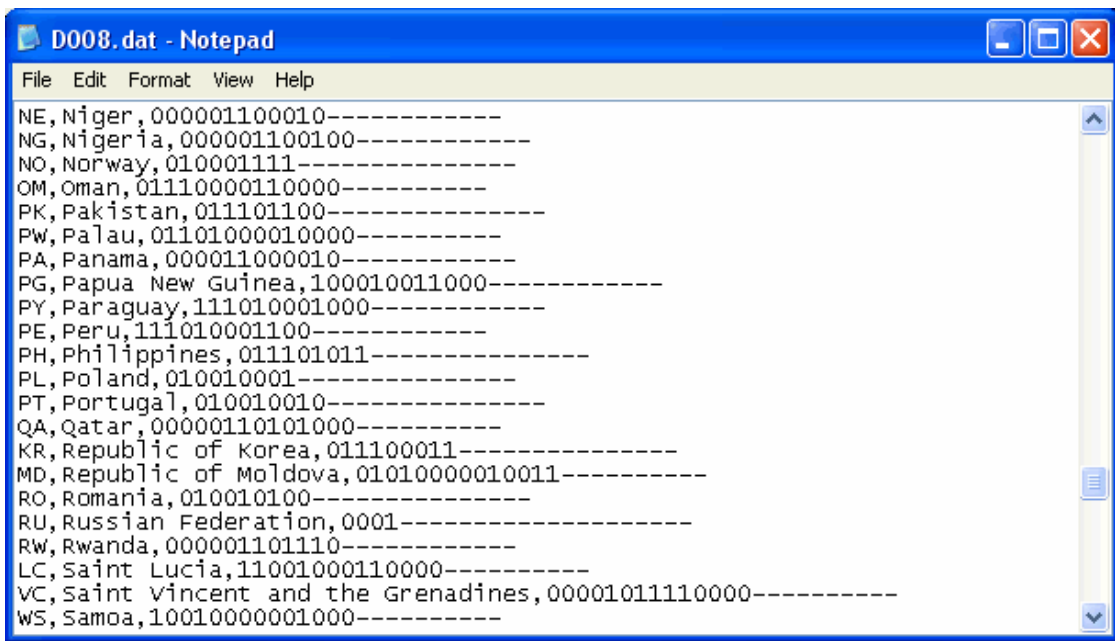 D008.dat - Notepad
File Edit Format View Help
NE,Niger,000001100010------------
NG,Nigeria,000001100100------------
NO,Norway,010001111---------------
OM,Oman,01110000110000----------
PK,Pakistan,011101100---------------
PW,Palau,01101000010000----------
PA,Panama,000011000010------------
PG,Papua New Guinea,100010011000------------
PY,Paraguay,111010001000------------
PE,Peru,111010001100------------
PH,Philippines,011101011---------------
PL,Poland,010010001---------------
PT,Portugal,010010010---------------
QA,Qatar,00000110101000----------
KR,Republic of Korea,011100011---------------
MD,Republic of Moldova,01010000010011----------
RO,Romania,010010100---------------
RU,Russian Federation,0001--------------------
RW,Rwanda,000001101110------------
LC,Saint Lucia,11001000110000----------
VC,Saint Vincent and the Grenadines,00001011110000----------
WS,Samoa,10010000001000----------